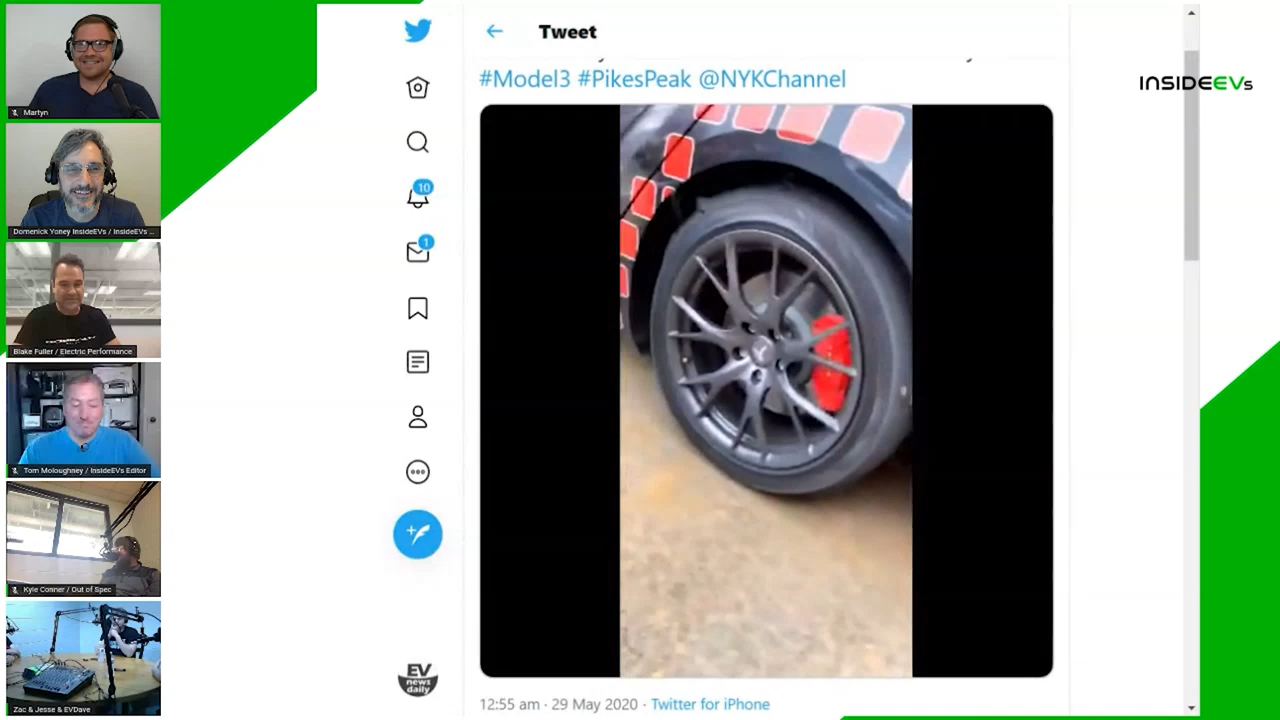 Martyn
Domenick Yoney InsideEVs / InsideEVs ...
Blake Fuller / Electric Performance
Tom Moloughney / InsideEVs Editor
Kyle Conner / Out of Spec
Zac & Jesse & EVDave
10
1
EV
news
daily
Tweet
#Model3 #PikesPeak @NYKChannel
12:55 am · 29 May 2020 · Twitter for iPhone
INSIDEEVs